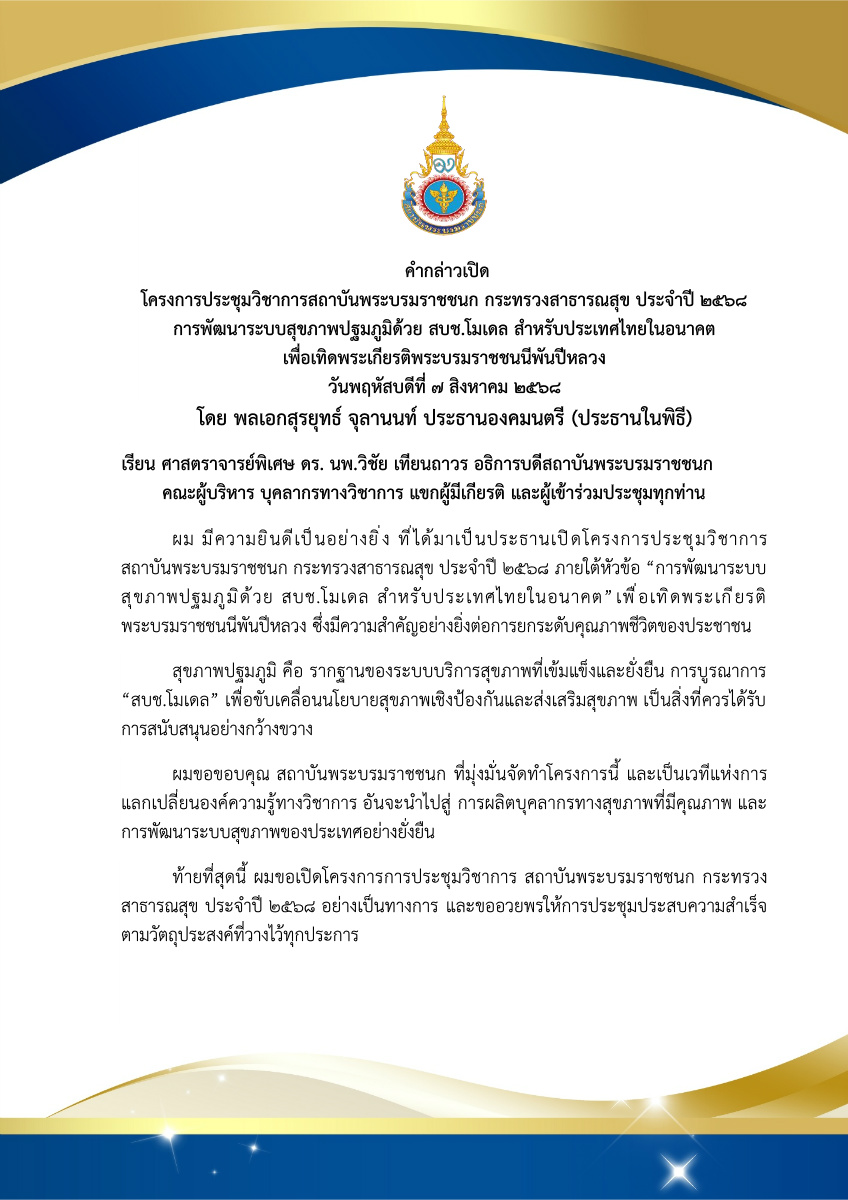 คำกล่าวเปิด
โครงการประชุมวิชาการสถาบันพระบรมราชชนก กระทรวงสาธารณสุข ประจำปี ๒๕๖๘
การพัฒนาระบบสุขภาพปฐมภูมิด้วย สบช.โมเดล สำหรับประเทศไทยในอนาคต
เพื่อเทิดพระเกียรติพระบรมราชชนนีพันปีหลวง
วันพฤหัสบดีที่ ๗ สิงหาคม ๒๕๖๘
โดย พลเอกสุรยุทธ์ จุลานนท์ ประธานองคมนตรี (ประธานในพิธี)
เรียน ศาสตราจารย์พิเศษ ดร. นพ.วิชัย เทียนถาวร อธิการบดีสถาบันพระบรมราชชนก
คณะผู้บริหาร บุคลากรทางวิชาการ แขกผู้มีเกียรติ และผู้เข้าร่วมประชุมทุกท่าน
ผม มีความยินดีเป็นอย่างยิ่ง ที่ได้มาเป็นประธานเปิดโครงการประชุมวิชาการ
สถาบันพระบรมราชชนก กระทรวงสาธารณสุข ประจำปี ๒๕๖๘ ภายใต้หัวข้อ “การพัฒนาระบบ
สุขภาพปฐมภูมิด้วย สบช.โมเดล สำหรับประเทศไทยในอนาคต” เพื่อเทิดพระเกียรติ
พระบรมราชชนนีพันปีหลวง ซึ่งมีความสำคัญอย่างยิ่งต่อการยกระดับคุณภาพชีวิตของประชาชน
สุขภาพปฐมภูมิ คือ รากฐานของระบบบริการสุขภาพที่เข้มแข็งและยั่งยืน การบูรณาการ
“สบช.โมเดล” เพื่อขับเคลื่อนนโยบายสุขภาพเชิงป้องกันและส่งเสริมสุขภาพ เป็นสิ่งที่ควรได้รับ
การสนับสนุนอย่างกว้างขวาง
ผมขอขอบคุณ สถาบันพระบรมราชชนก ที่มุ่งมั่นจัดทำโครงการนี้ และเป็นเวทีแห่งการ
แลกเปลี่ยนองค์ความรู้ทางวิชาการ อันจะนำไปสู่ การผลิตบุคลากรทางสุขภาพที่มีคุณภาพ และ
การพัฒนาระบบสุขภาพของประเทศอย่างยั่งยืน
ท้ายที่สุดนี้ ผมขอเปิดโครงการการประชุมวิชาการ สถาบันพระบรมราชชนก กระทรวง
สาธารณสุข ประจำปี ๒๕๖๘ อย่างเป็นทางการ และขออวยพรให้การประชุมประสบความสำเร็จ
ตามวัตถุประสงค์ที่วางไว้ทุกประการ